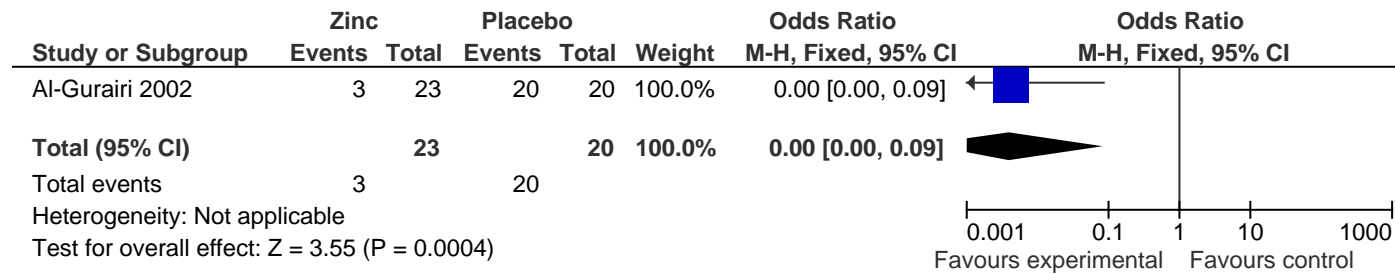 Zinc Placebo Odds Ratio Odds Ratio
Study or Subgroup Events Total Events Total Weight M-H, Fixed, 95% CI M-H, Fixed, 95% CI
Al-Gurairi 2002 3 23 20 20 100.0% 0.00 [0.00, 0.09]
Total (95% CI) 23 20 100.0% 0.00 [0.00, 0.09]
Total events 3 20
Heterogeneity: Not applicable
Test for overall effect: Z = 3.55 (P = 0.0004)
0.001 0.1 1 10 1000
Favours experimental Favours control